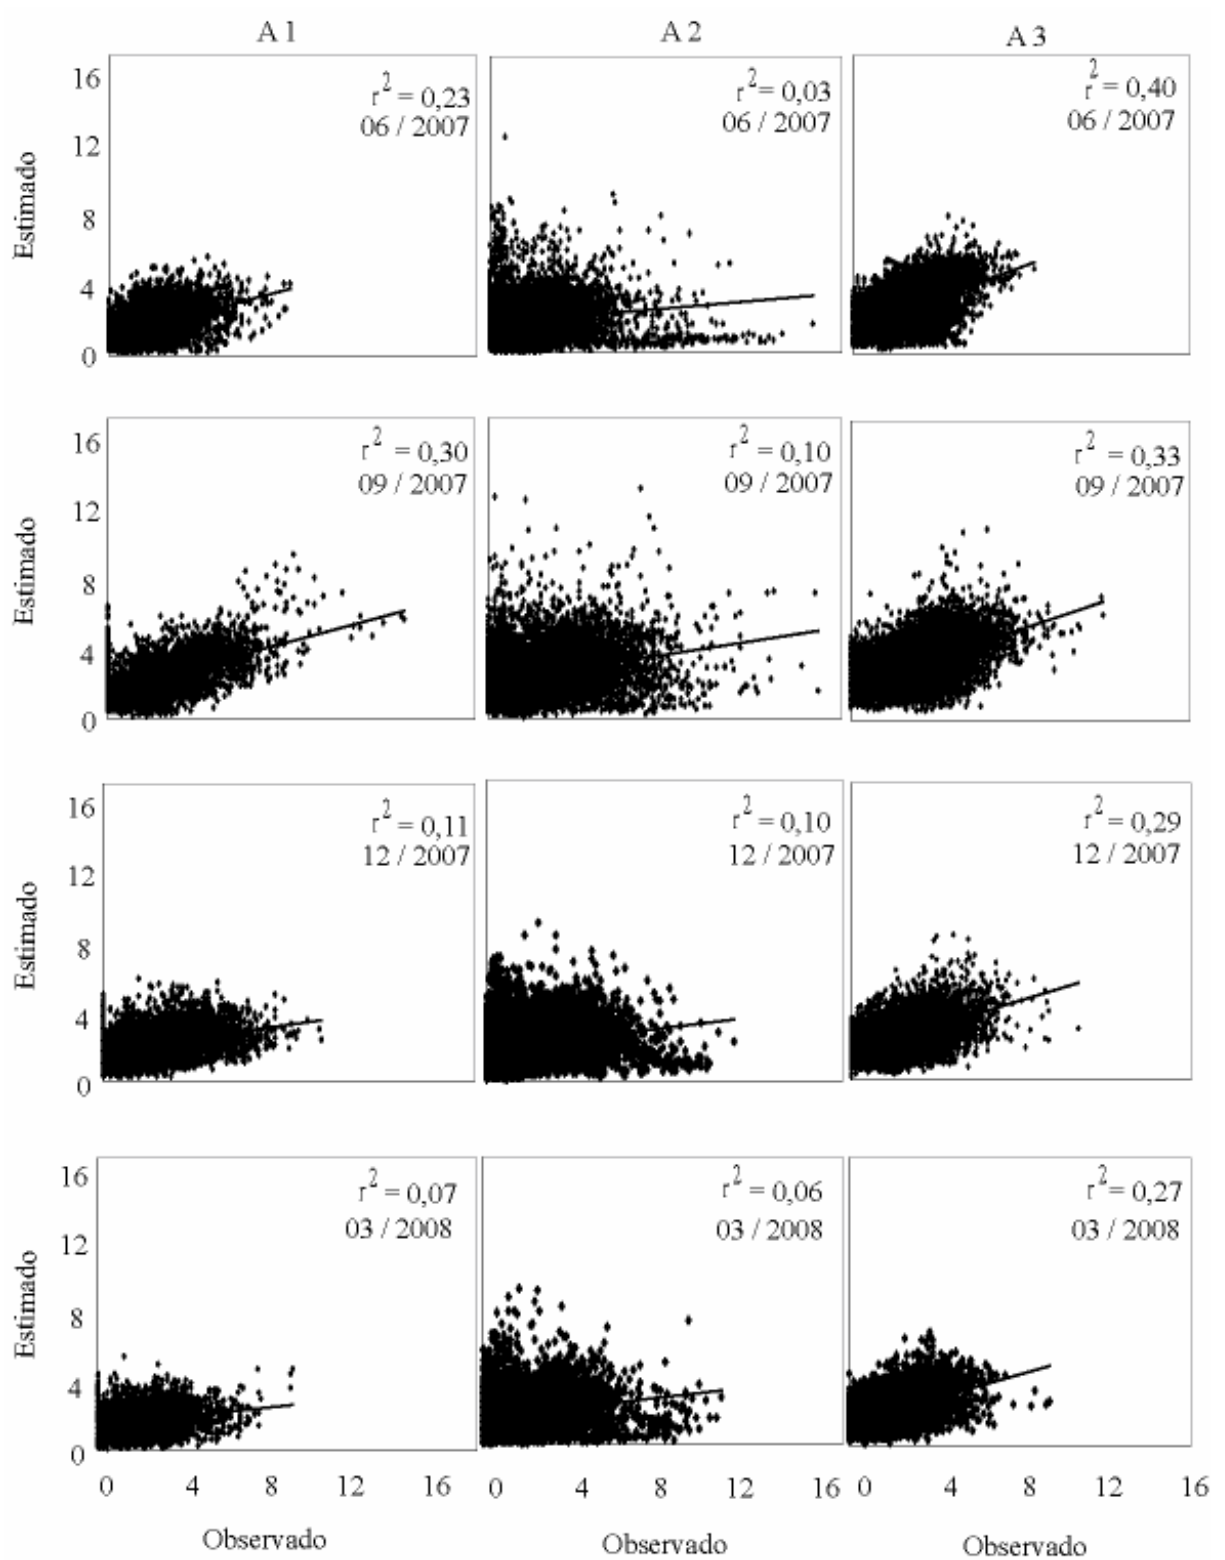 A 1 A 2 A 3
16
12
8
4
0
Estimado
r² = 0,23
06 / 2007
r² = 0,03
06 / 2007
r² = 0,40
06 / 2007
16
12
8
4
0
Estimado
r² = 0,30
09 / 2007
r² = 0,10
09 / 2007
r² = 0,33
09 / 2007
16
12
8
4
0
Estimado
r² = 0,11
12 / 2007
r² = 0,10
12 / 2007
r² = 0,29
12 / 2007
16
12
8
4
0
Estimado
r² = 0,07
03 / 2008
r² = 0,06
03 / 2008
r² = 0,27
03 / 2008
0 4 8 12 16
0 4 8 12 16
0 4 8 12 16
Observado
Observado
Observado